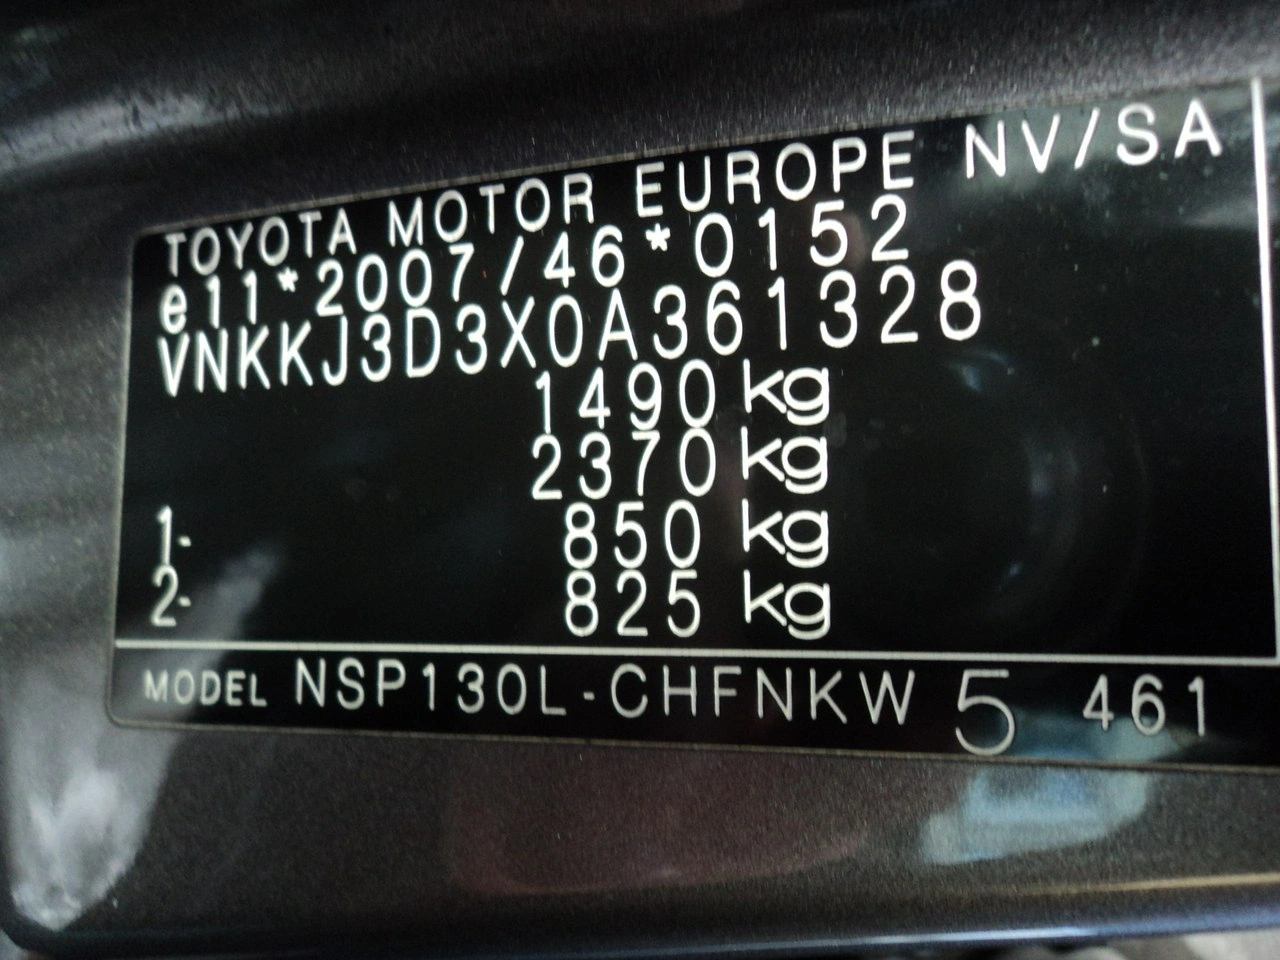 TOYOTA MOTOR EUROPE NV/SA
e11*2007/46*0152
VNKKJ3D3X0A361328
1490 kg
2370 kg
1- 850 kg
2- 825 kg
MODEL NSP130L-CHFNKW 5 461